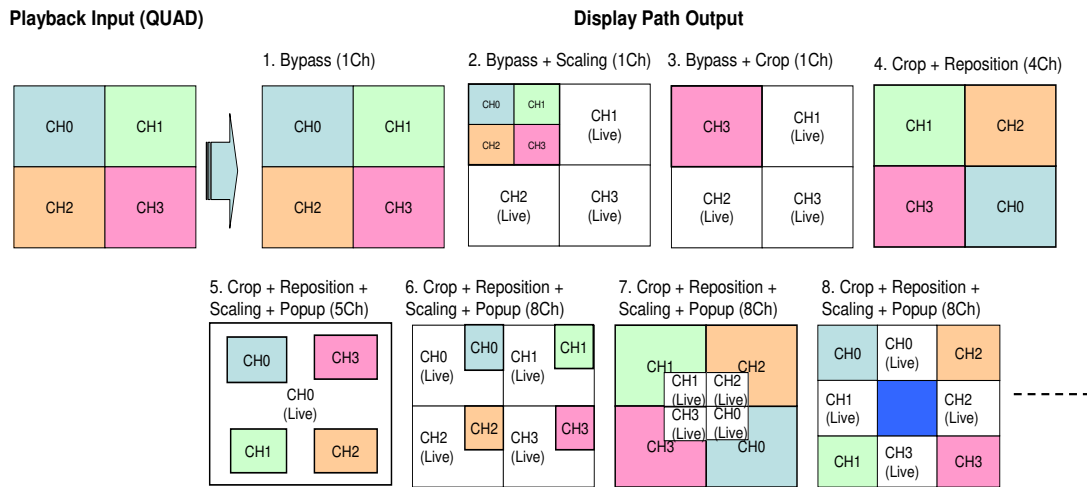 Playback Input (QUAD)
Display Path Output
1. Bypass (1Ch)
2. Bypass + Scaling (1Ch)
3. Bypass + Crop (1Ch)
4. Crop + Reposition (4Ch)
CH0
CH1
CH2
CH3
CH0
CH1
CH2
CH3
CH0
CH1
CH2
CH3
CH1
(Live)
CH2
(Live)
CH3
(Live)
CH3
CH1
(Live)
CH2
(Live)
CH3
(Live)
CH1
CH2
CH3
CH0
5. Crop + Reposition +
Scaling + Popup (5Ch)
6. Crop + Reposition +
Scaling + Popup (8Ch)
7. Crop + Reposition +
Scaling + Popup (8Ch)
8. Crop + Reposition +
Scaling + Popup (8Ch)
CH0
CH3
CH0
(Live)
CH1
CH2
CH0
(Live)
CH0
CH1
(Live)
CH1
CH2
(Live)
CH2
CH3
(Live)
CH3
CH1
CH2
CH1
(Live)
CH2
(Live)
CH3
(Live)
CH0
(Live)
CH3
CH0
CH0
CH0
(Live)
CH2
CH1
(Live)
CH2
(Live)
CH1
CH3
(Live)
CH3